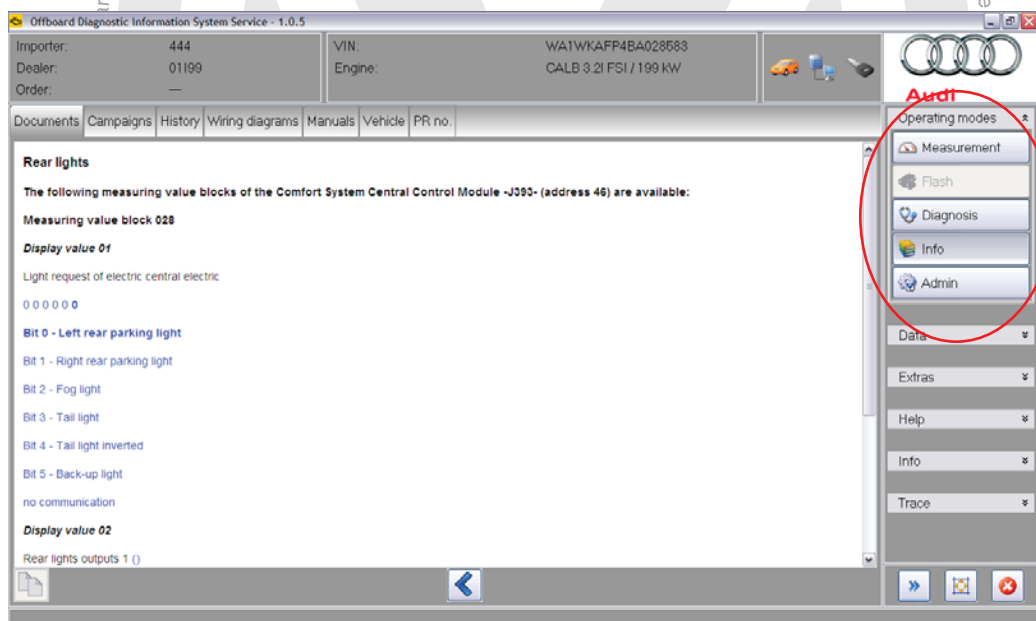 Offboard Diagnostic Information System Service - 1.0.5
Importer: 444
Dealer: 01199
Order: —
VIN: WA1WKAFP4BA028583
Engine: CALB 3.2l FSI / 199 kW
Audi
Documents Campaigns History Wiring diagrams Manuals Vehicle PR no.
Rear lights
The following measuring value blocks of the Comfort System Central Control Module -J393- (address 46) are available:
Measuring value block 028
Display value 01
Light request of electric central electric
0 0 0 0 0 0
Bit 0 - Left rear parking light
Bit 1 - Right rear parking light
Bit 2 - Fog light
Bit 3 - Tail light
Bit 4 - Tail light inverted
Bit 5 - Back-up light
no communication
Display value 02
Rear lights outputs 1 ()
Operating modes
Measurement
Flash
Diagnosis
Info
Admin
Data
Extras
Help
Info
Trace